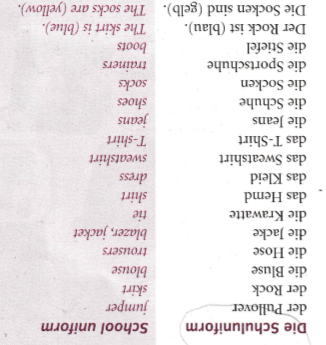 Die Schuluniform School uniform
der Pullover jumper
der Rock skirt
die Bluse blouse
die Hose trousers
die Jacke blazer, jacket
die Krawatte tie
das Hemd shirt
das Kleid dress
das Sweatshirt sweatshirt
das T-Shirt T-shirt
die Jeans jeans
die Schuhe shoes
die Socken socks
die Sportschuhe trainers
die Stiefel boots
Der Rock ist (blau). The skirt is (blue).
Die Socken sind (gelb). The socks are (yellow).